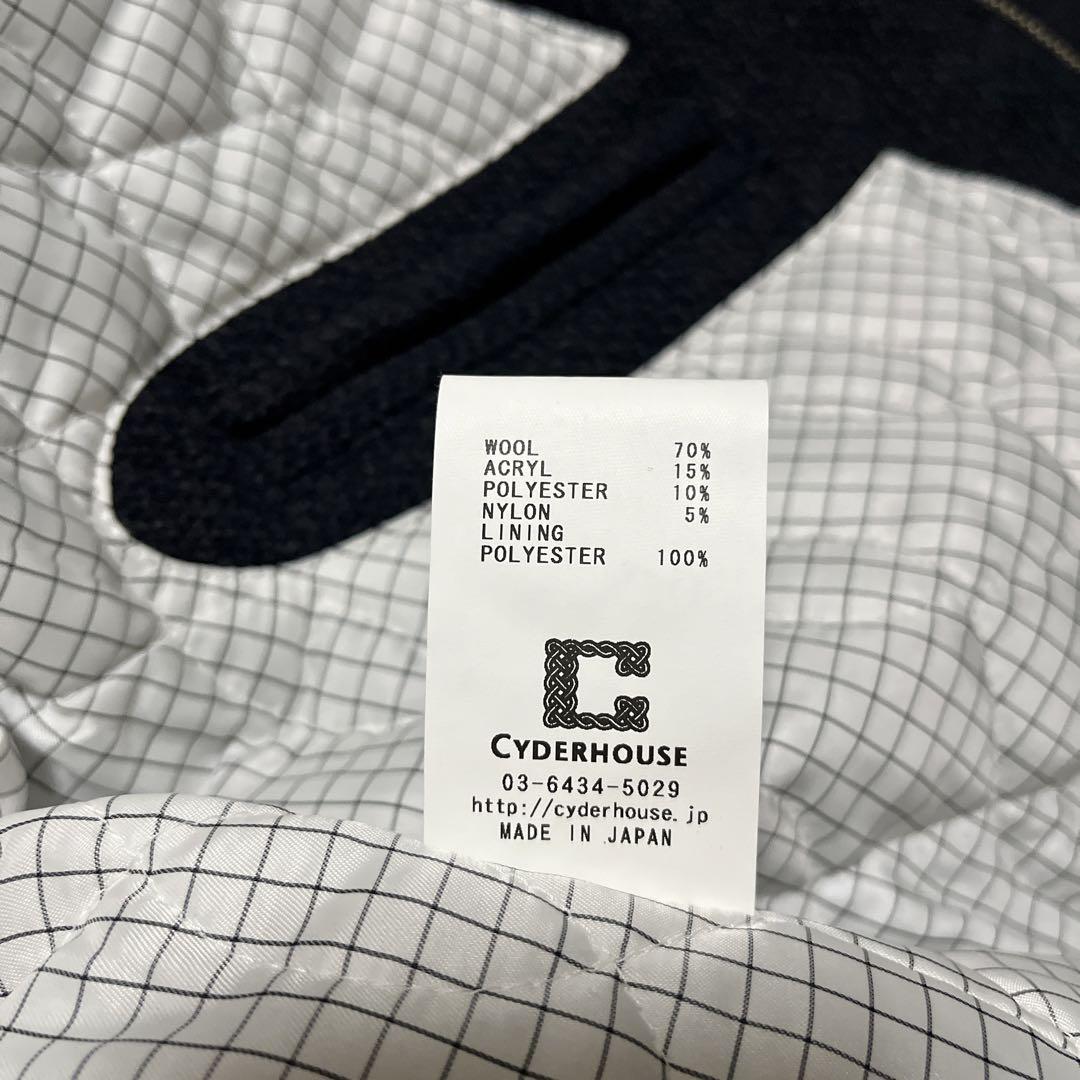 WOOL 70%
ACRYL 15%
POLYESTER 10%
NYLON 5%
LINING
POLYESTER 100%
CYDERHOUSE
03-6434-5029
http://cyderhouse.jp
MADE IN JAPAN